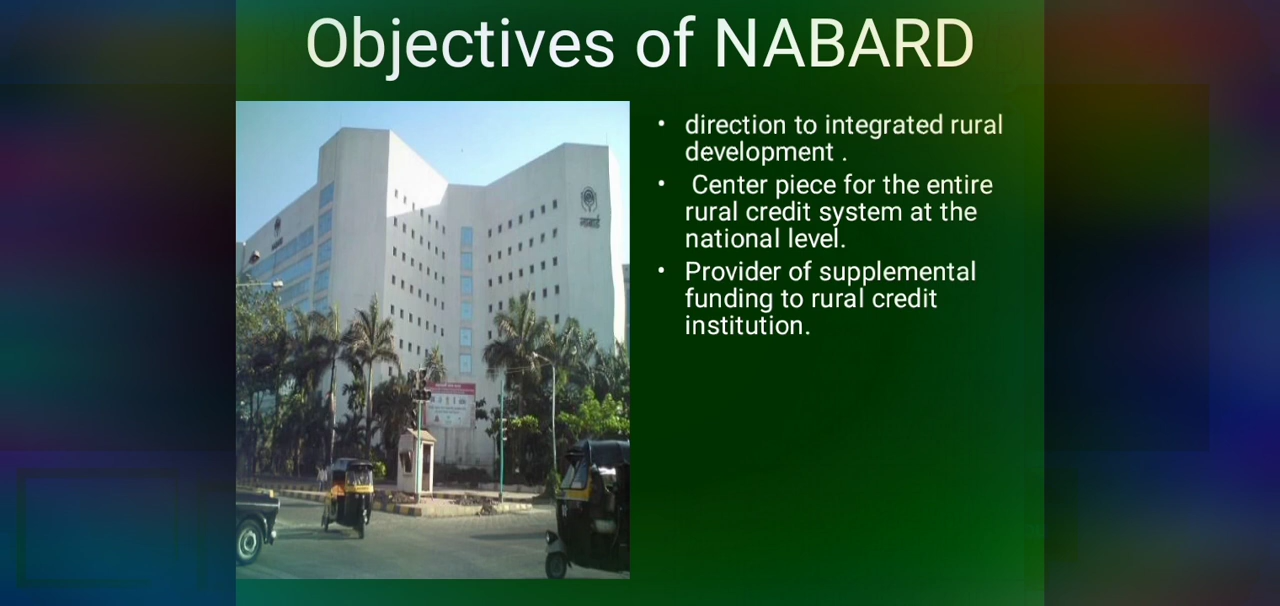 Objectives of NABARD
• direction to integrated rural
development .
• Center piece for the entire
rural credit system at the
national level.
• Provider of supplemental
funding to rural credit
institution.
नाबार्ड